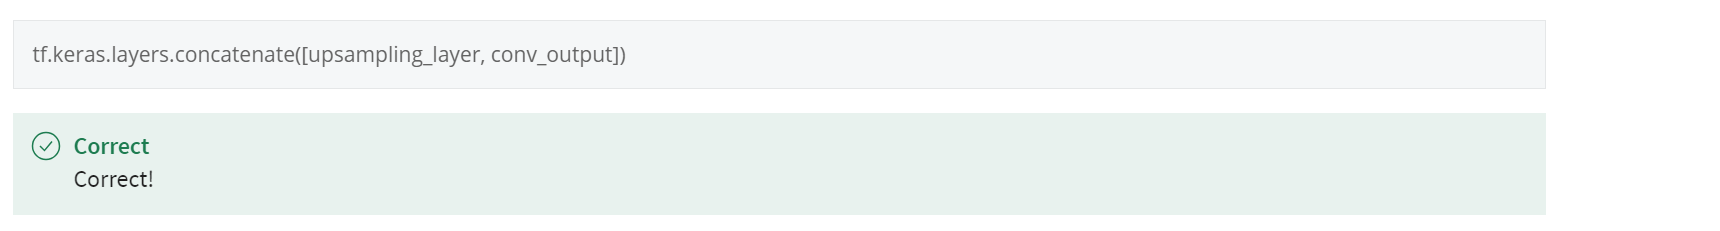 tf.keras.layers.concatenate([upsampling_layer, conv_output])
Correct
Correct!